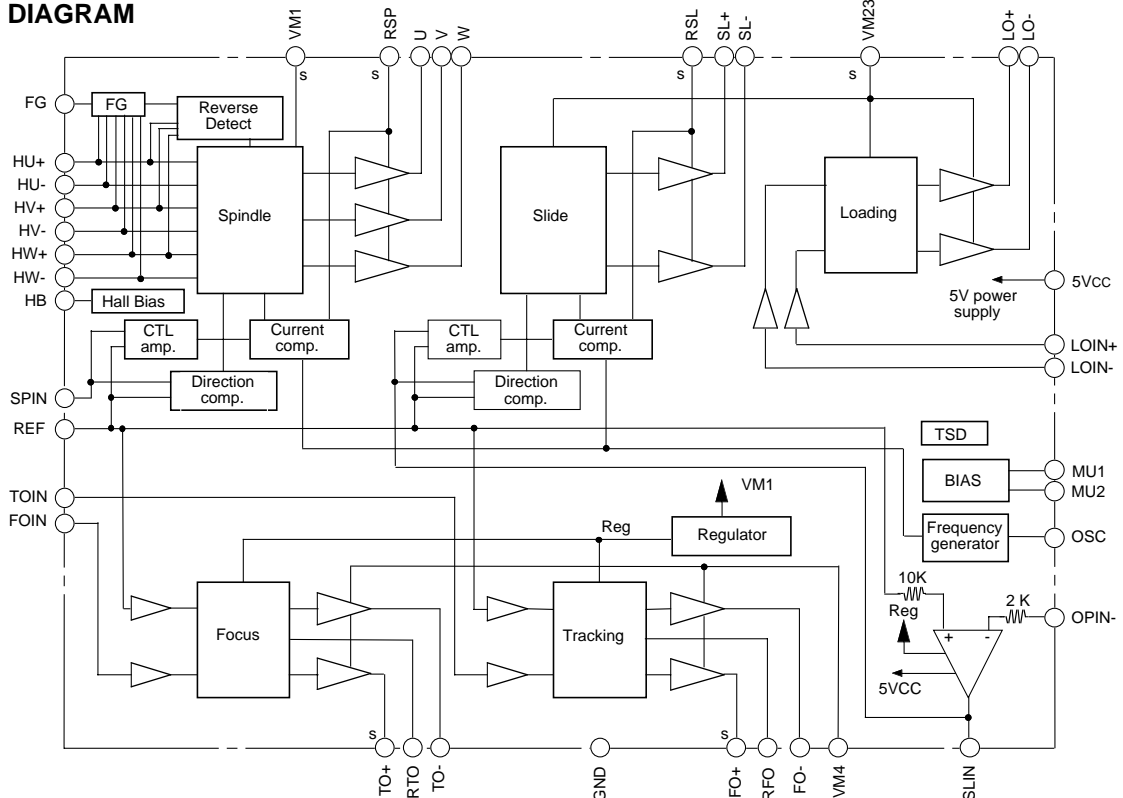 DIAGRAM
VM1
RSP
U
V
W
RSL
SL+
SL-
VM23
LO+
LO-
s
s
s
s
FG
FG
Reverse
Detect
HU+
HU-
HV+
HV-
HW+
HW-
HB
Hall Bias
Spindle
Slide
Loading
5VCC
5V power
supply
LOIN+
LOIN-
CTL
amp.
Current
comp.
Direction
comp.
CTL
amp.
Current
comp.
Direction
comp.
SPIN
REF
TSD
BIAS
MU1
MU2
TOIN
FOIN
VM1
Reg
Regulator
Frequency
generator
OSC
Focus
Tracking
10K
Reg
2 K
OPIN-
+
-
5VCC
s
s
TO+
RTO
TO-
GND
FO+
RFO
FO-
VM4
SLIN